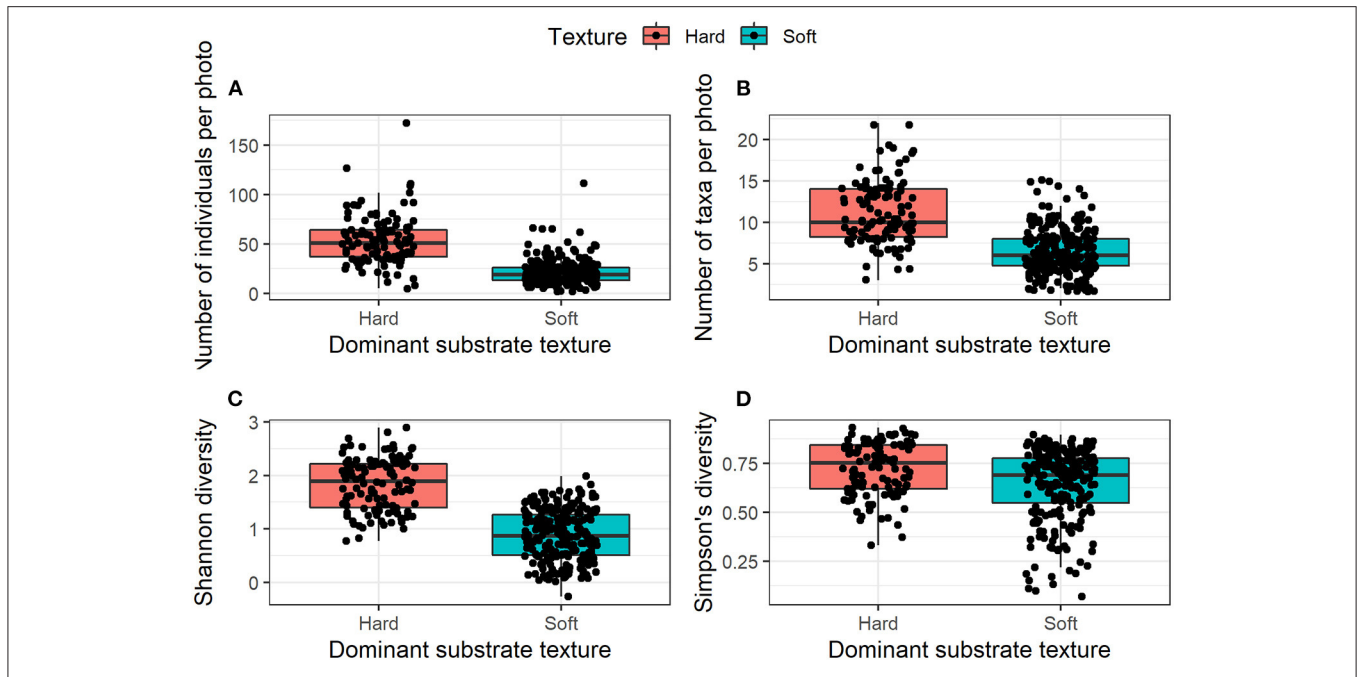 Texture Hard Soft
A
Number of individuals per photo
150
100
50
0
Hard Soft
Dominant substrate texture
B
Number of taxa per photo
20
15
10
5
Hard Soft
Dominant substrate texture
C
Shannon diversity
3
2
1
0
Hard Soft
Dominant substrate texture
D
Simpson's diversity
0.75
0.50
0.25
Hard Soft
Dominant substrate texture